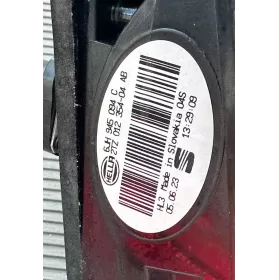 HELLA
6JH 945 094 C
2TZ 012 354-04 AB
HL3 Made in Slovakia 04S
05.06.23 13:29:09